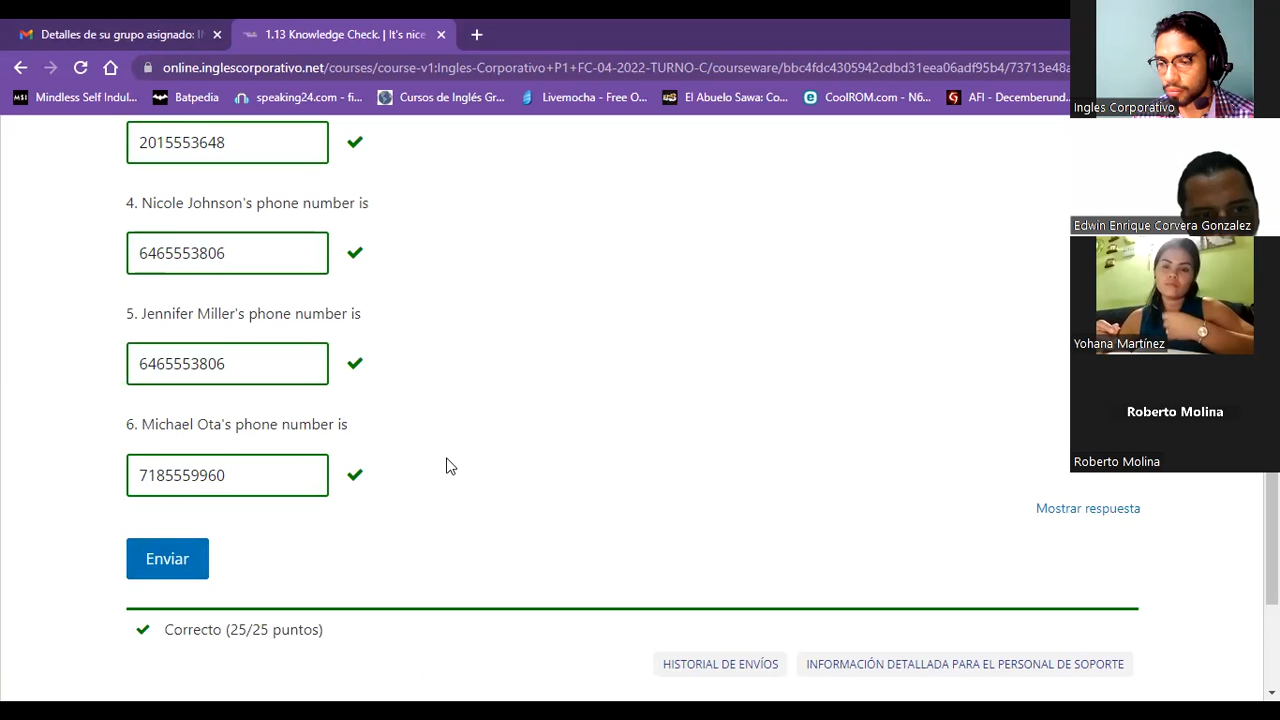 Detalles de su grupo asignado: I
1.13 Knowledge Check. | It's nice
online.inglescorporativo.net/courses/course-v1:Ingles-Corporativo+P1+FC-04-2022-TURNO-C/courseware/bbc4fdc4305942cdbd31eea06adf95b4/73713e48a
Mindless Self Indul...
Batpedia
speaking24.com - fi...
Cursos de Inglés Gr...
Livemocha - Free O...
El Abuelo Sawa: Co...
CoolROM.com - N6...
AFI - Decemberund...
Ingles Corporativo
2015553648
4. Nicole Johnson's phone number is
Edwin Enrique Corvera Gonzalez
6465553806
5. Jennifer Miller's phone number is
Yohana Martínez
6465553806
Roberto Molina
6. Michael Ota's phone number is
Roberto Molina
7185559960
Mostrar respuesta
Enviar
Correcto (25/25 puntos)
HISTORIAL DE ENVÍOS
INFORMACIÓN DETALLADA PARA EL PERSONAL DE SOPORTE